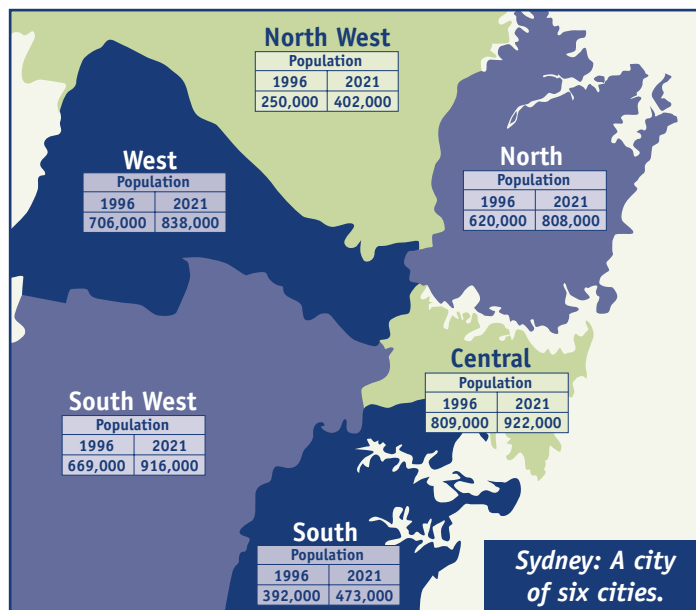 North West
Population
1996 2021
250,000 402,000
West
Population
1996 2021
706,000 838,000
North
Population
1996 2021
620,000 808,000
Central
Population
1996 2021
809,000 922,000
South West
Population
1996 2021
669,000 916,000
South
Population
1996 2021
392,000 473,000
Sydney: A city
of six cities.